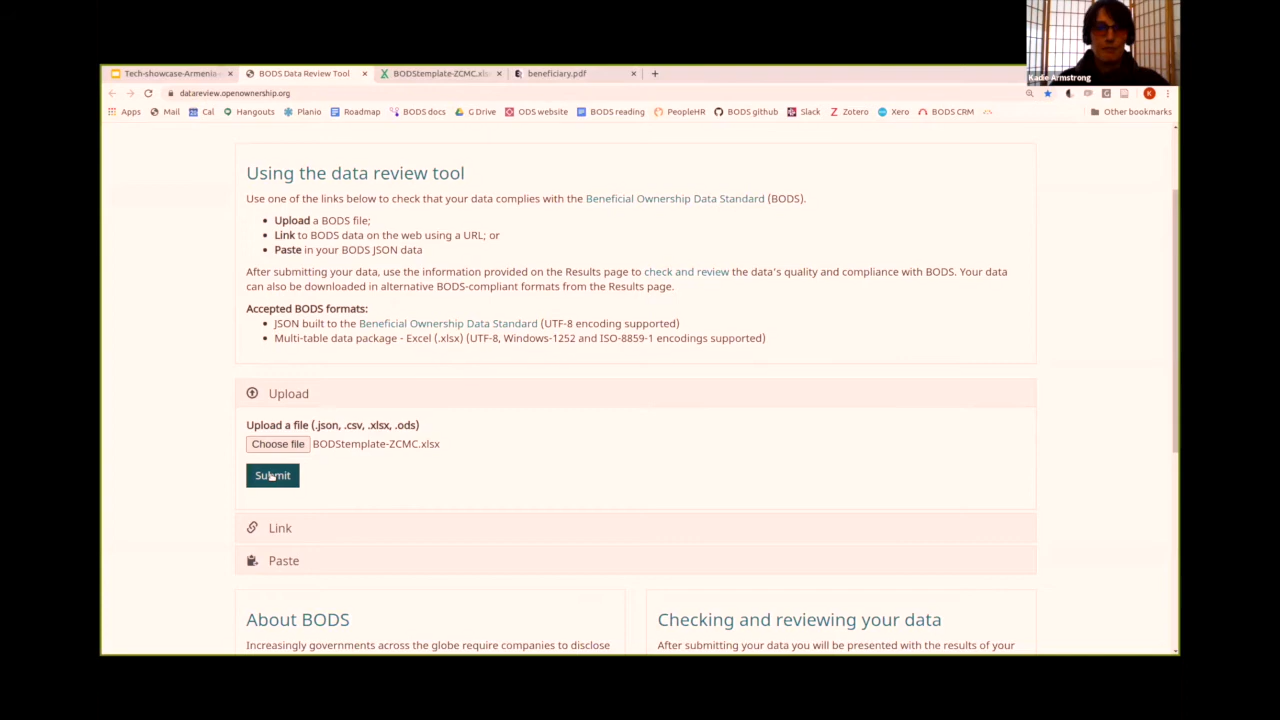 Kadie Armstrong
Tech-showcase-Armenia
BODS Data Review Tool
BODStemplate-ZCMC.xls
beneficiary.pdf
datareview.openownership.org
K
Apps
Mail
Cal
Hangouts
Planio
Roadmap
BODS docs
G Drive
ODS website
BODS reading
PeopleHR
BODS github
Slack
Zotero
Xero
BODS CRM
Other bookmarks
Using the data review tool
Use one of the links below to check that your data complies with the Beneficial Ownership Data Standard (BODS).
Upload a BODS file;
Link to BODS data on the web using a URL; or
Paste in your BODS JSON data
After submitting your data, use the information provided on the Results page to check and review the data's quality and compliance with BODS. Your data
can also be downloaded in alternative BODS-compliant formats from the Results page.
Accepted BODS formats:
JSON built to the Beneficial Ownership Data Standard (UTF-8 encoding supported)
Multi-table data package - Excel (.xlsx) (UTF-8, Windows-1252 and ISO-8859-1 encodings supported)
Upload
Upload a file (.json, .csv, .xlsx, .ods)
Choose file BODStemplate-ZCMC.xlsx
Submit
Link
Paste
About BODS
Increasingly governments across the globe require companies to disclose
Checking and reviewing your data
After submitting your data you will be presented with the results of your